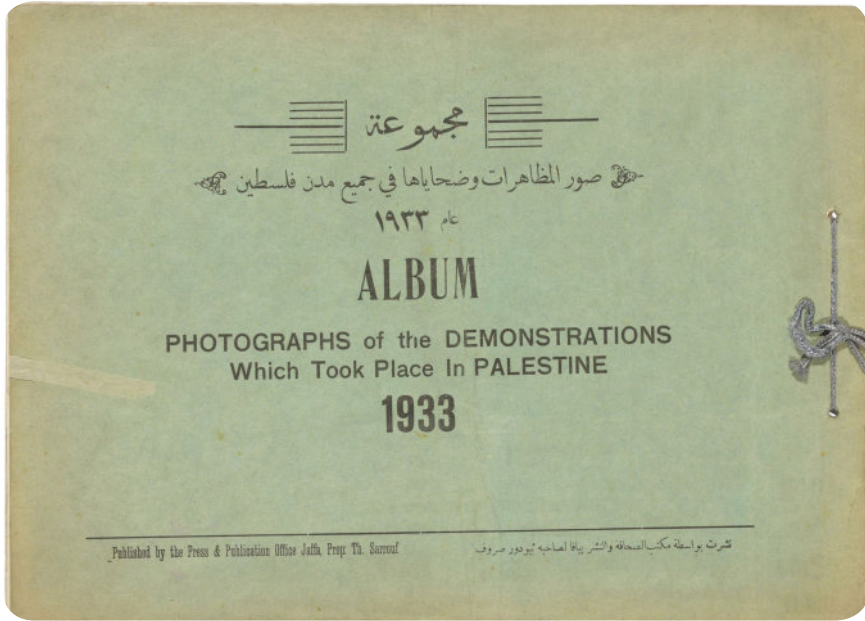 مجموعة
صور المظاهرات وضحاياها في جميع مدن فلسطين
عام ١٩٣٣
ALBUM
PHOTOGRAPHS of the DEMONSTRATIONS
Which Took Place In PALESTINE
1933
Published by the Press & Publication Office Jaffa, Prop: Th. Sarrouf
نشرت بواسطة مكتب الصحافة والنشر بيافا لصاحبه ثيودور صروف